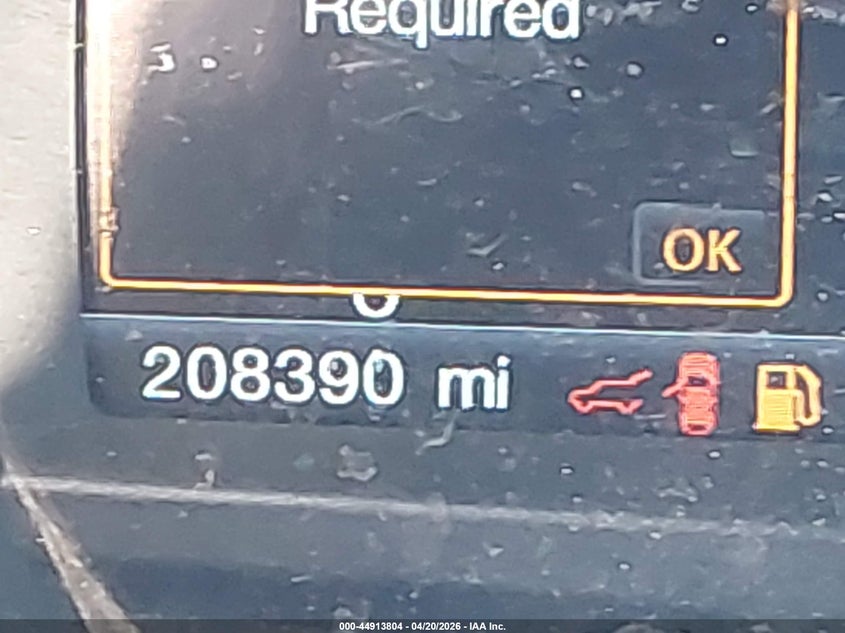 Required
OK
208390 mi
000-44913804 - 04/20/2026 - IAA Inc.